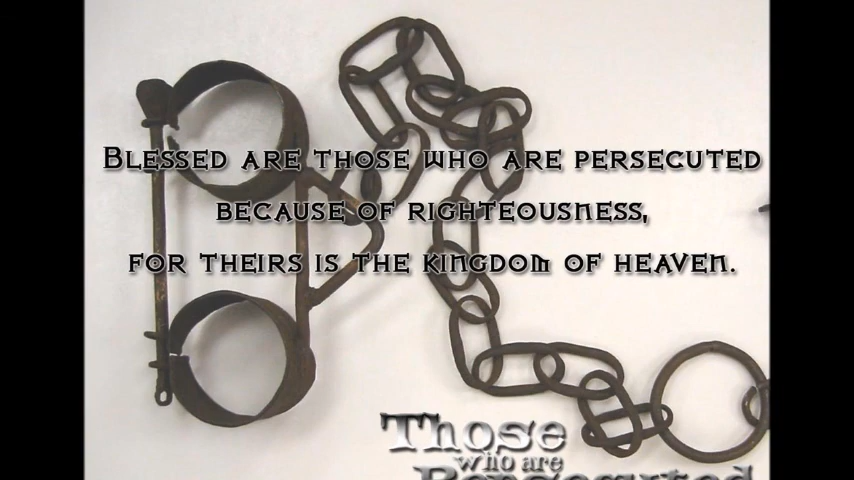 Blessed are those who are persecuted
because of righteousness,
for theirs is the kingdom of heaven.
Those
who are
Persecuted